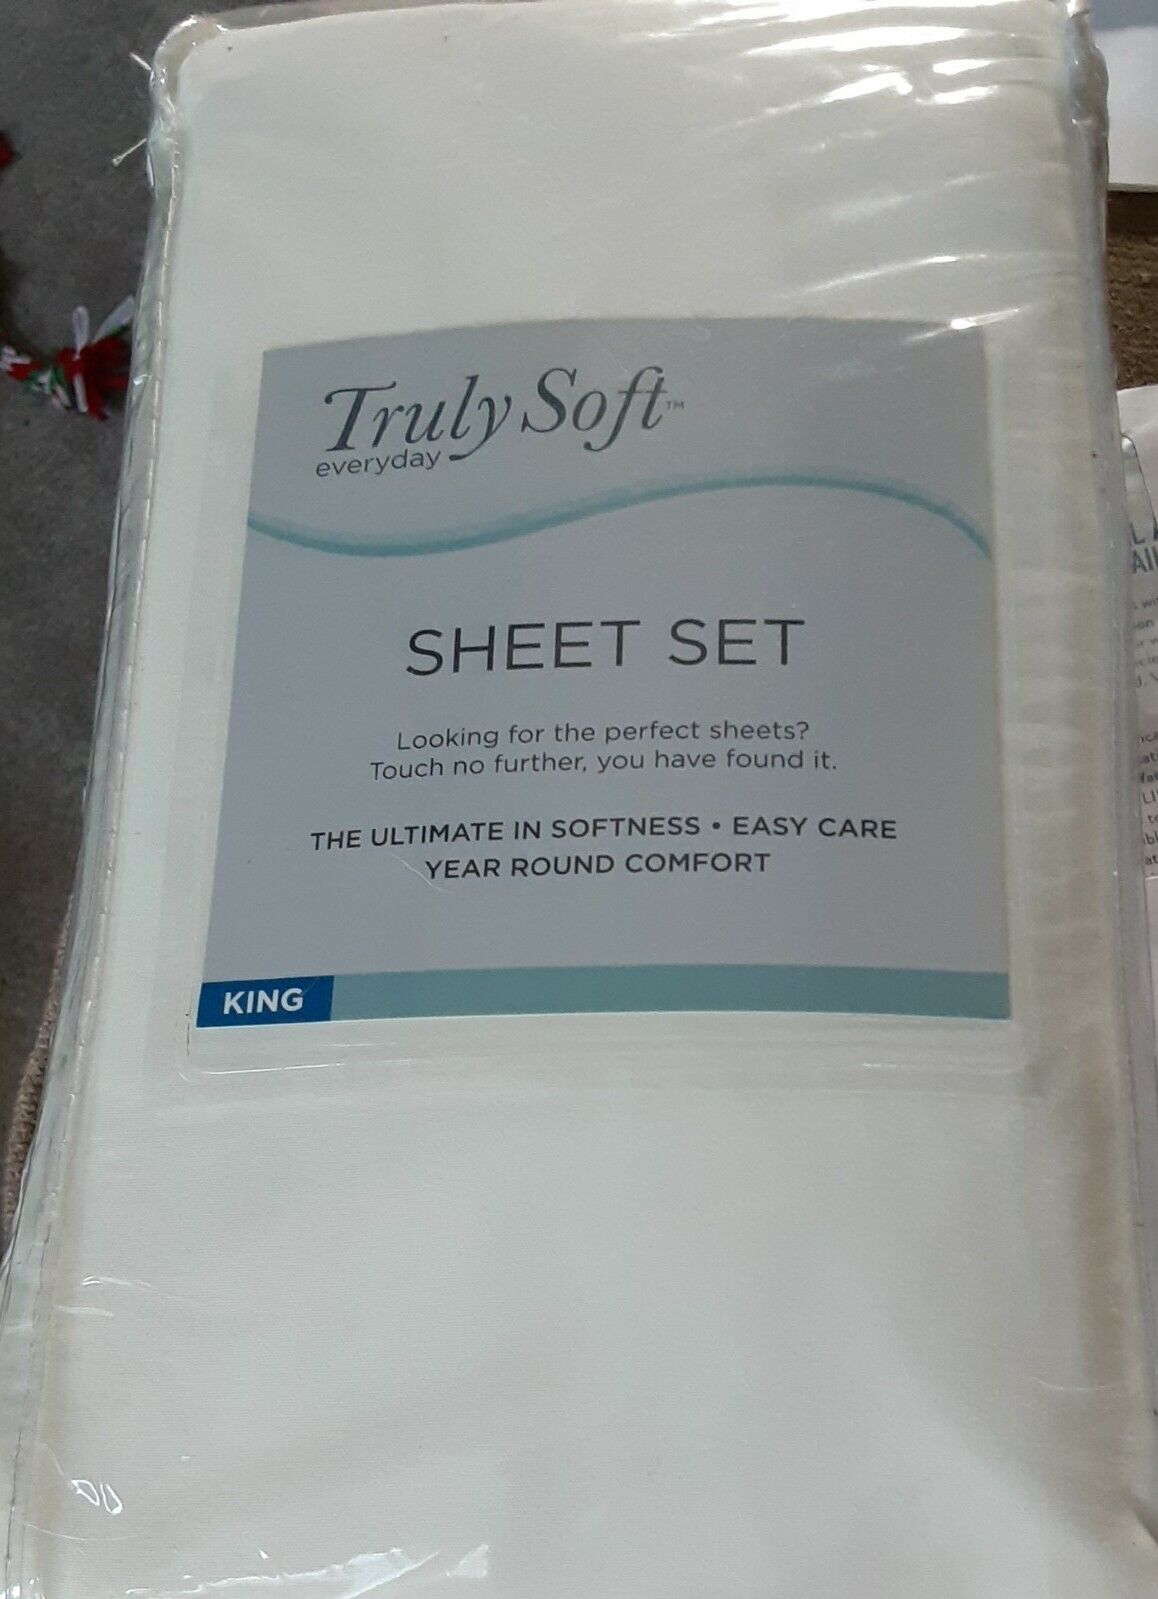 Truly Soft™
everyday
SHEET SET
Looking for the perfect sheets?
Touch no further, you have found it.
THE ULTIMATE IN SOFTNESS • EASY CARE
YEAR ROUND COMFORT
KING